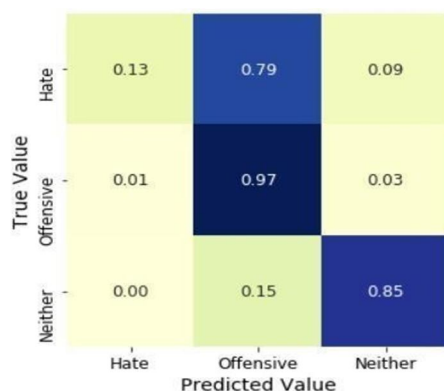 True Value
Hate
0.13 0.79 0.09
Offensive
0.01 0.97 0.03
Neither
0.00 0.15 0.85
Hate Offensive Neither
Predicted Value